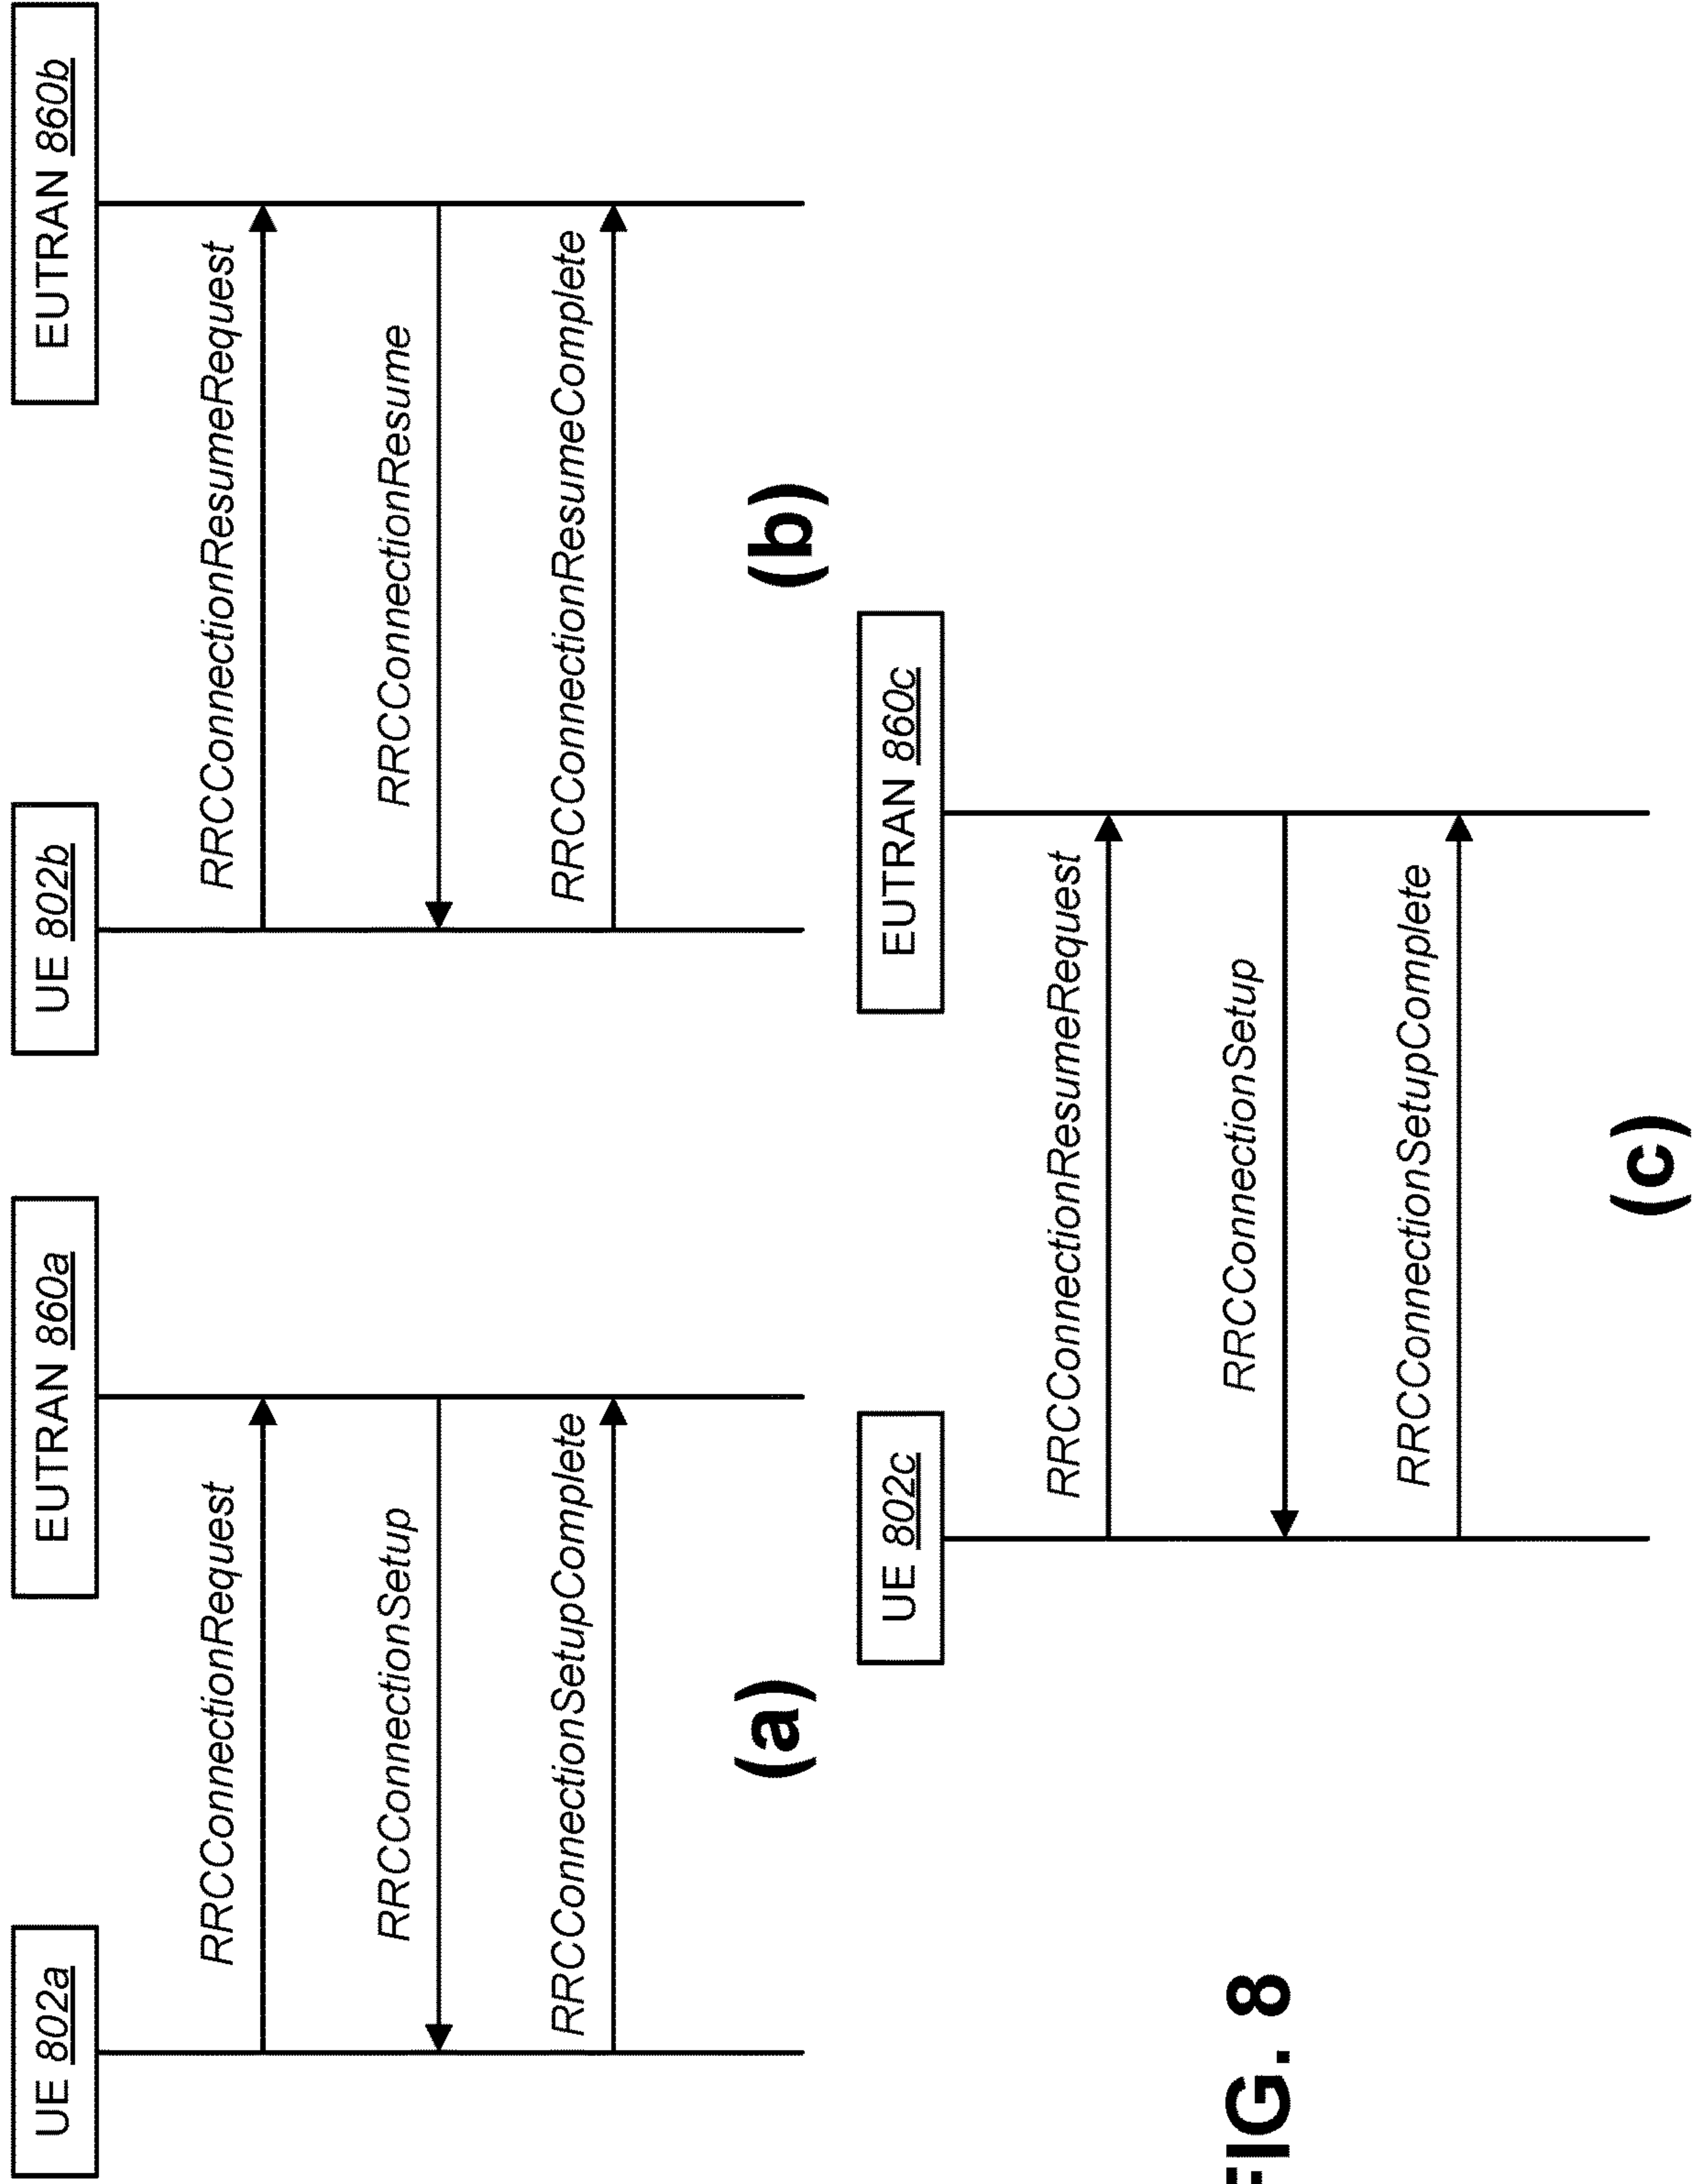 UE 802a
EUTRAN 860a
RRCConnectionRequest
RRCConnectionSetup
RRCConnectionSetupComplete
(a)
UE 802b
EUTRAN 860b
RRCConnectionResumeRequest
RRCConnectionResume
RRCConnectionResumeComplete
(b)
UE 802c
EUTRAN 860c
RRCConnectionResumeRequest
RRCConnectionSetup
RRCConnectionSetupComplete
(c)
FIG. 8